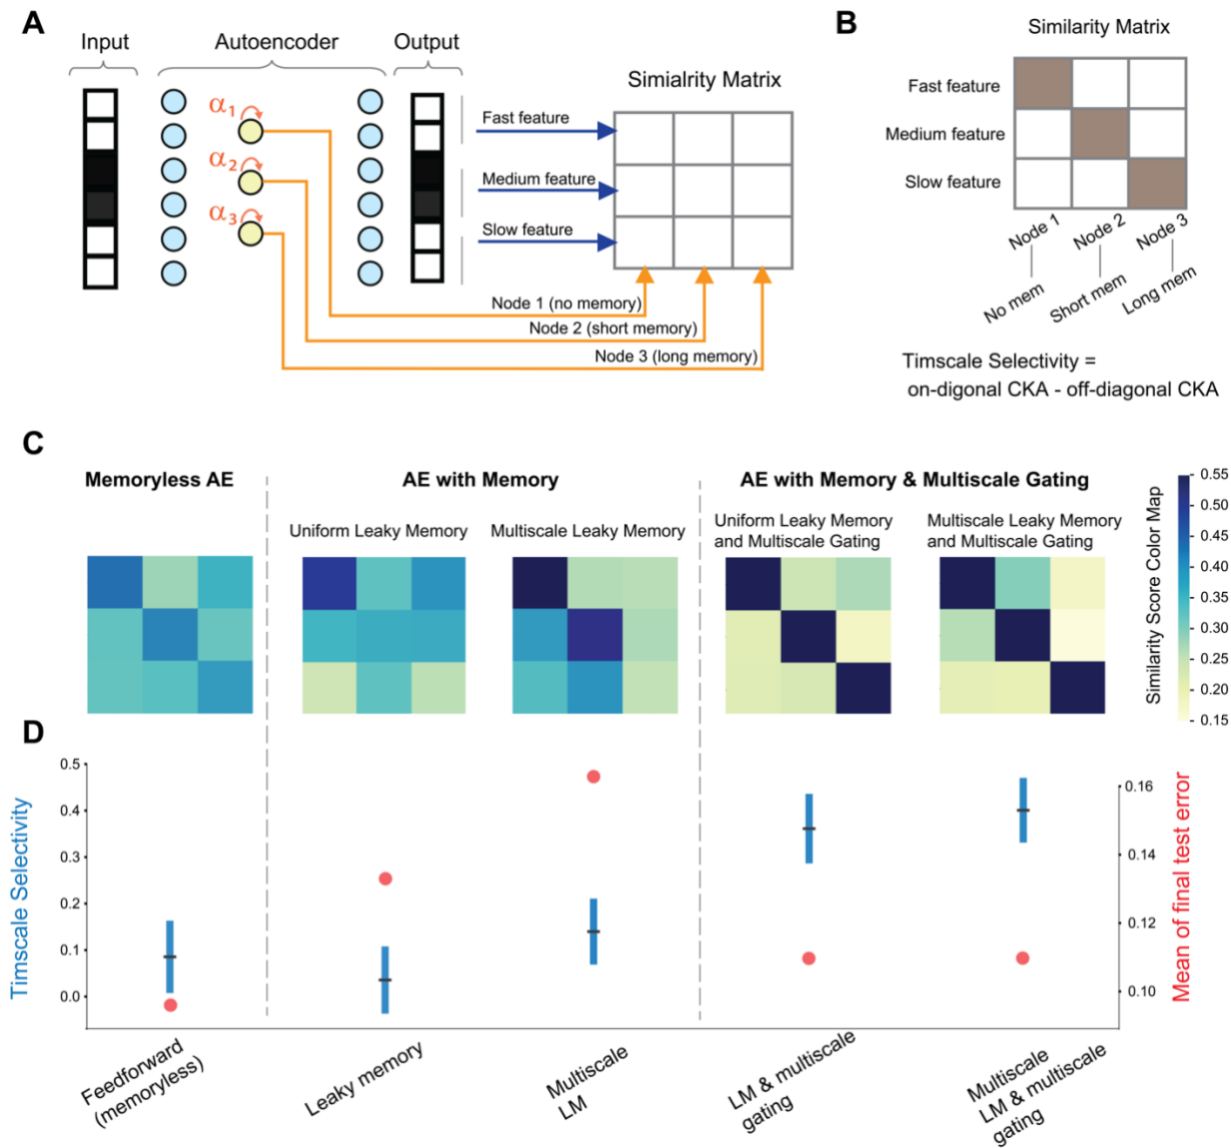 A
Input
Autoencoder
Output
α1
α2
α3
Fast feature
Medium feature
Slow feature
Simialrity Matrix
Node 1 (no memory)
Node 2 (short memory)
Node 3 (long memory)
B
Similarity Matrix
Fast feature
Medium feature
Slow feature
Node 1
Node 2
Node 3
No mem
Short mem
Long mem
Timscale Selectivity =
on-digonal CKA - off-diagonal CKA
C
Memoryless AE
AE with Memory
AE with Memory & Multiscale Gating
Uniform Leaky Memory
Multiscale Leaky Memory
Uniform Leaky Memory
and Multiscale Gating
Multiscale Leaky Memory
and Multiscale Gating
Similarity Score Color Map
0.55
0.50
0.45
0.40
0.35
0.30
0.25
0.20
0.15
D
Timscale Selectivity
0.5
0.4
0.3
0.2
0.1
0.0
0.16
0.14
0.12
0.10
Mean of final test error
Feedforward
(memoryless)
Leaky memory
Multiscale
LM
LM & multiscale
gating
Multiscale
LM & multiscale
gating